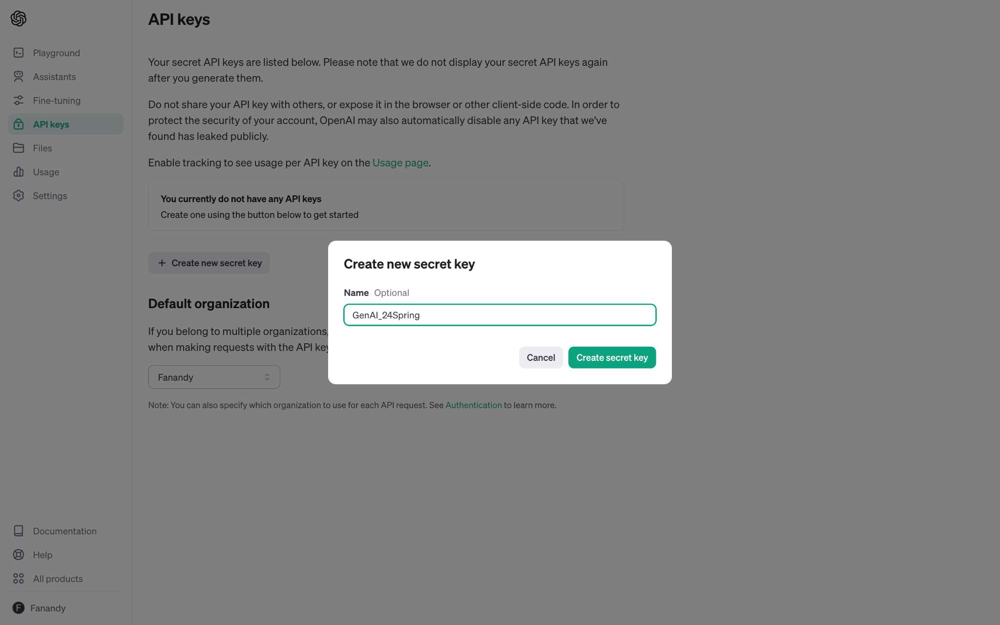 API keys
Playground
Assistants
Fine-tuning
API keys
Files
Usage
Settings
Your secret API keys are listed below. Please note that we do not display your secret API keys again
after you generate them.
Do not share your API key with others, or expose it in the browser or other client-side code. In order to
protect the security of your account, OpenAI may also automatically disable any API key that we've
found has leaked publicly.
Enable tracking to see usage per API key on the Usage page.
You currently do not have any API keys
Create one using the button below to get started
Create new secret key
Default organization
If you belong to multiple organizations,
when making requests with the API key
Fanandy
Note: You can also specify which organization to use for each API request. See Authentication to learn more.
Create new secret key
Name Optional
GenAI_24Spring
Cancel Create secret key
Documentation
Help
All products
F Fanandy